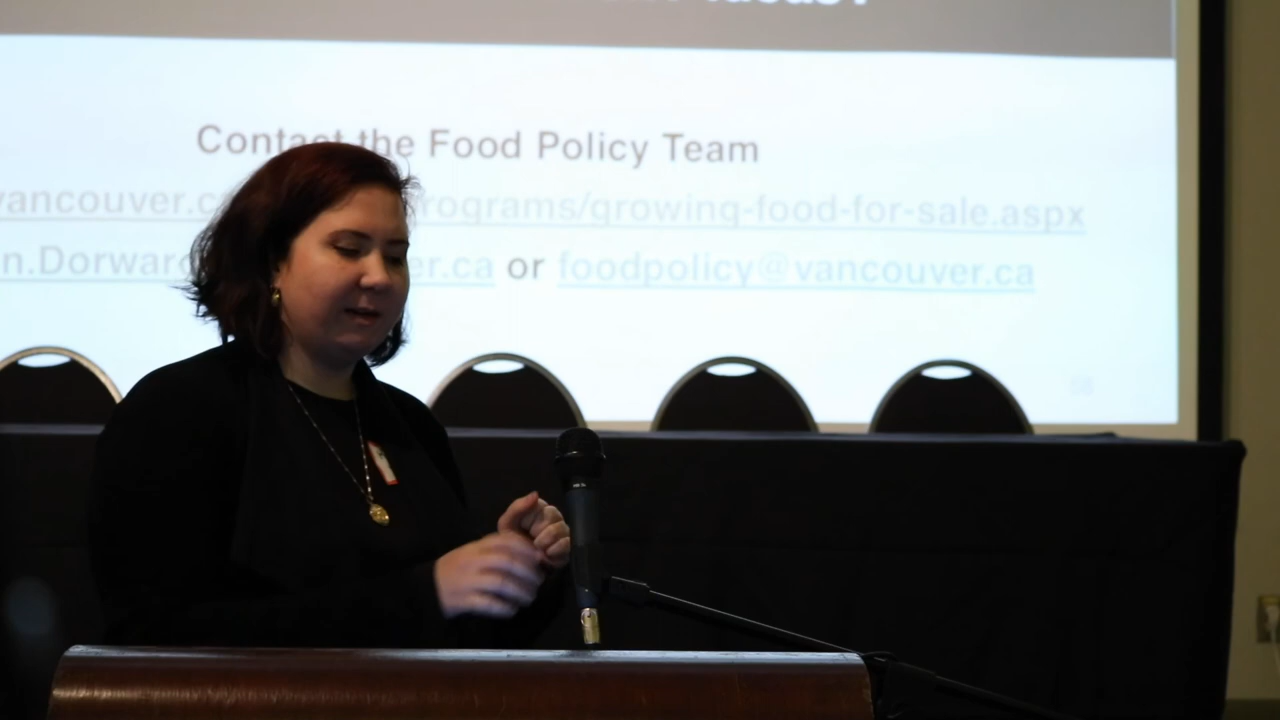 Contact the Food Policy Team
vancouver.c rograms/growing-food-for-sale.aspx
n.Dorward er.ca or foodpolicy@vancouver.ca